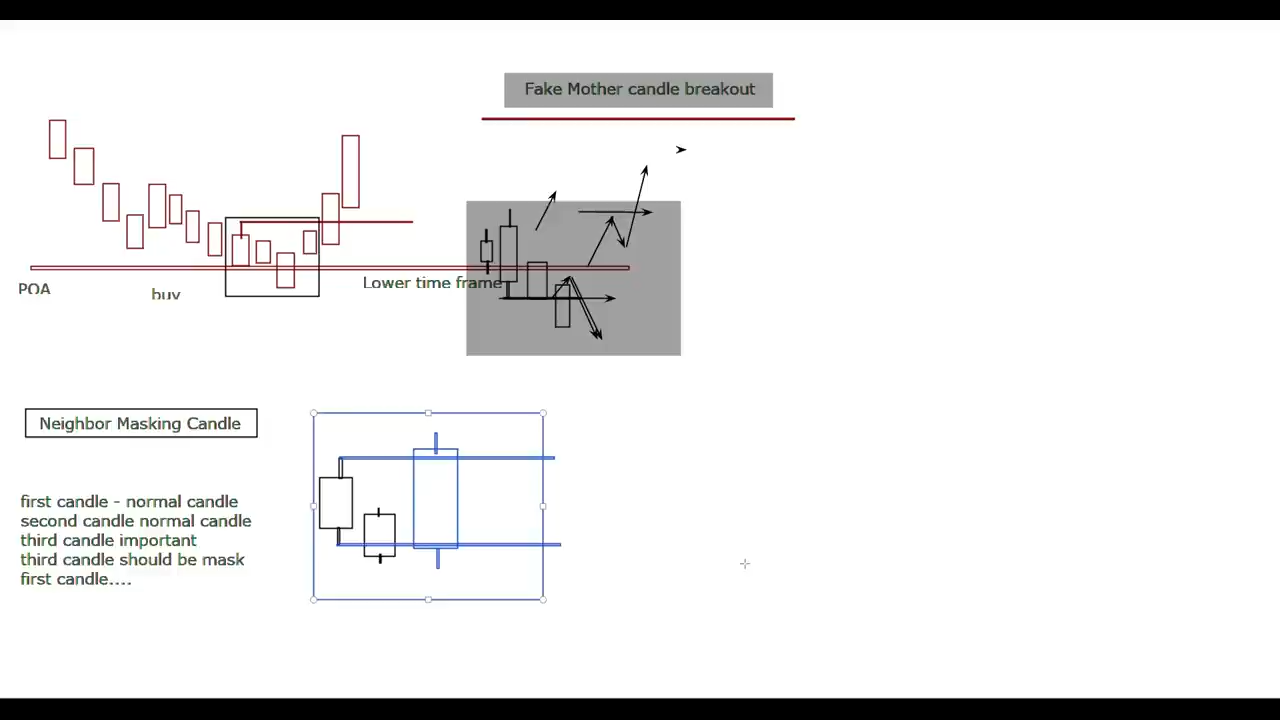 Fake Mother candle breakout
POA
buy
Lower time frame
Neighbor Masking Candle
first candle - normal candle
second candle normal candle
third candle important
third candle should be mask
first candle....